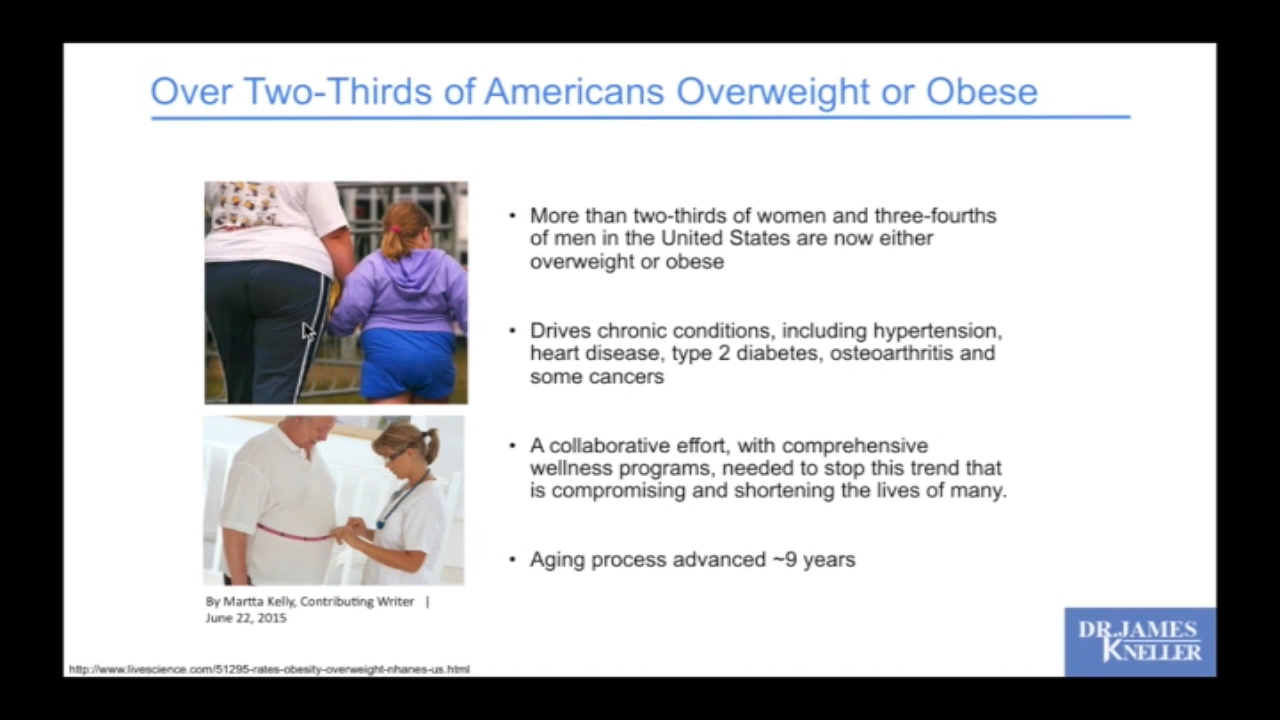 Over Two-Thirds of Americans Overweight or Obese
• More than two-thirds of women and three-fourths
of men in the United States are now either
overweight or obese
• Drives chronic conditions, including hypertension,
heart disease, type 2 diabetes, osteoarthritis and
some cancers
• A collaborative effort, with comprehensive
wellness programs, needed to stop this trend that
is compromising and shortening the lives of many.
• Aging process advanced ~9 years
By Martta Kelly, Contributing Writer |
June 22, 2015
http://www.livescience.com/51295-rates-obesity-overweight-nhanes-us.html
DR. JAMES
KNELLER